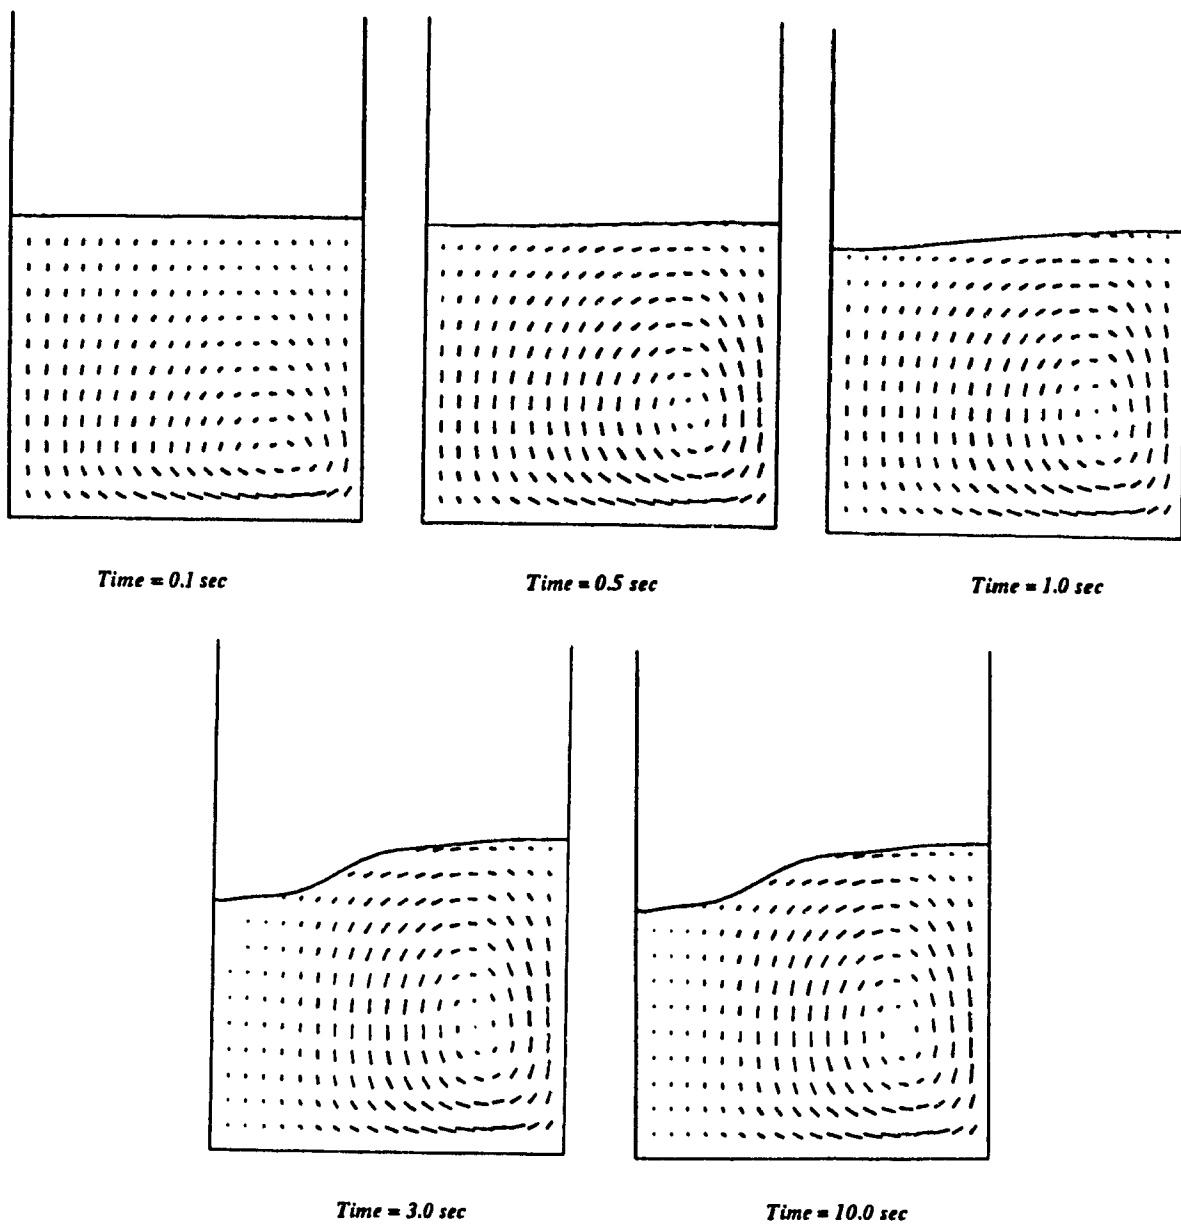 Time = 0.1 sec
Time = 0.5 sec
Time = 1.0 sec
Time = 3.0 sec
Time = 10.0 sec